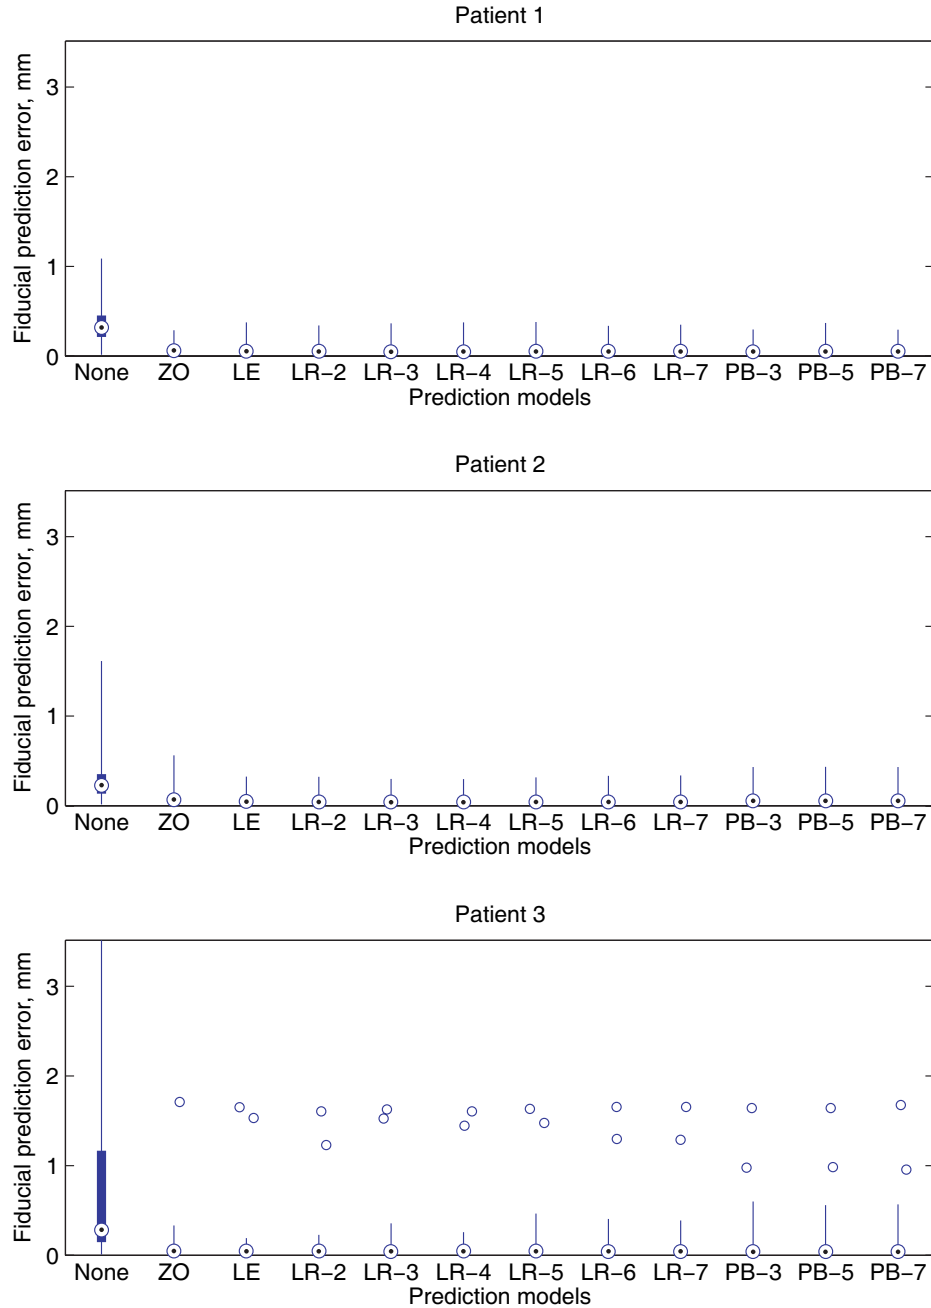 Patient 1
Fiducial prediction error, mm
3
2
1
0
None ZO LE LR−2 LR−3 LR−4 LR−5 LR−6 LR−7 PB−3 PB−5 PB−7
Prediction models
Patient 2
Fiducial prediction error, mm
3
2
1
0
None ZO LE LR−2 LR−3 LR−4 LR−5 LR−6 LR−7 PB−3 PB−5 PB−7
Prediction models
Patient 3
Fiducial prediction error, mm
3
2
1
0
None ZO LE LR−2 LR−3 LR−4 LR−5 LR−6 LR−7 PB−3 PB−5 PB−7
Prediction models